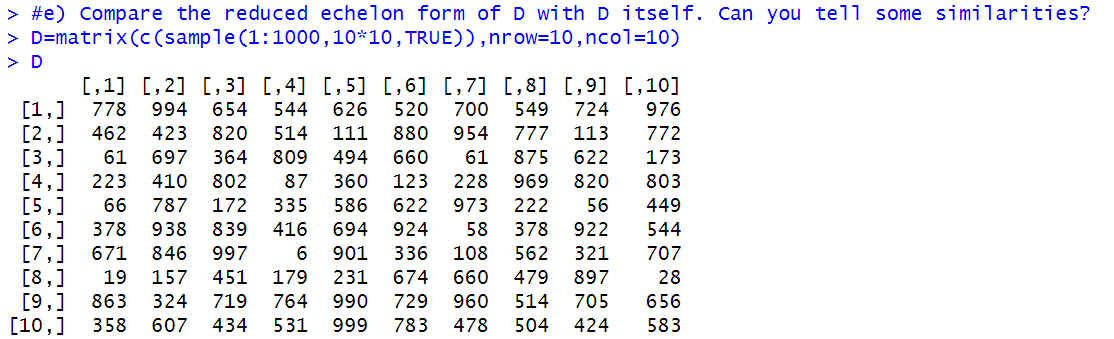 > #e) Compare the reduced echelon form of D with D itself. Can you tell some similarities?
> D=matrix(c(sample(1:1000,10*10,TRUE)),nrow=10,ncol=10)
> D
      [,1] [,2] [,3] [,4] [,5] [,6] [,7] [,8] [,9] [,10]
 [1,]  778  994  654  544  626  520  700  549  724   976
 [2,]  462  423  820  514  111  880  954  777  113   772
 [3,]   61  697  364  809  494  660   61  875  622   173
 [4,]  223  410  802   87  360  123  228  969  820   803
 [5,]   66  787  172  335  586  622  973  222   56   449
 [6,]  378  938  839  416  694  924   58  378  922   544
 [7,]  671  846  997    6  901  336  108  562  321   707
 [8,]   19  157  451  179  231  674  660  479  897    28
 [9,]  863  324  719  764  990  729  960  514  705   656
[10,]  358  607  434  531  999  783  478  504  424   583